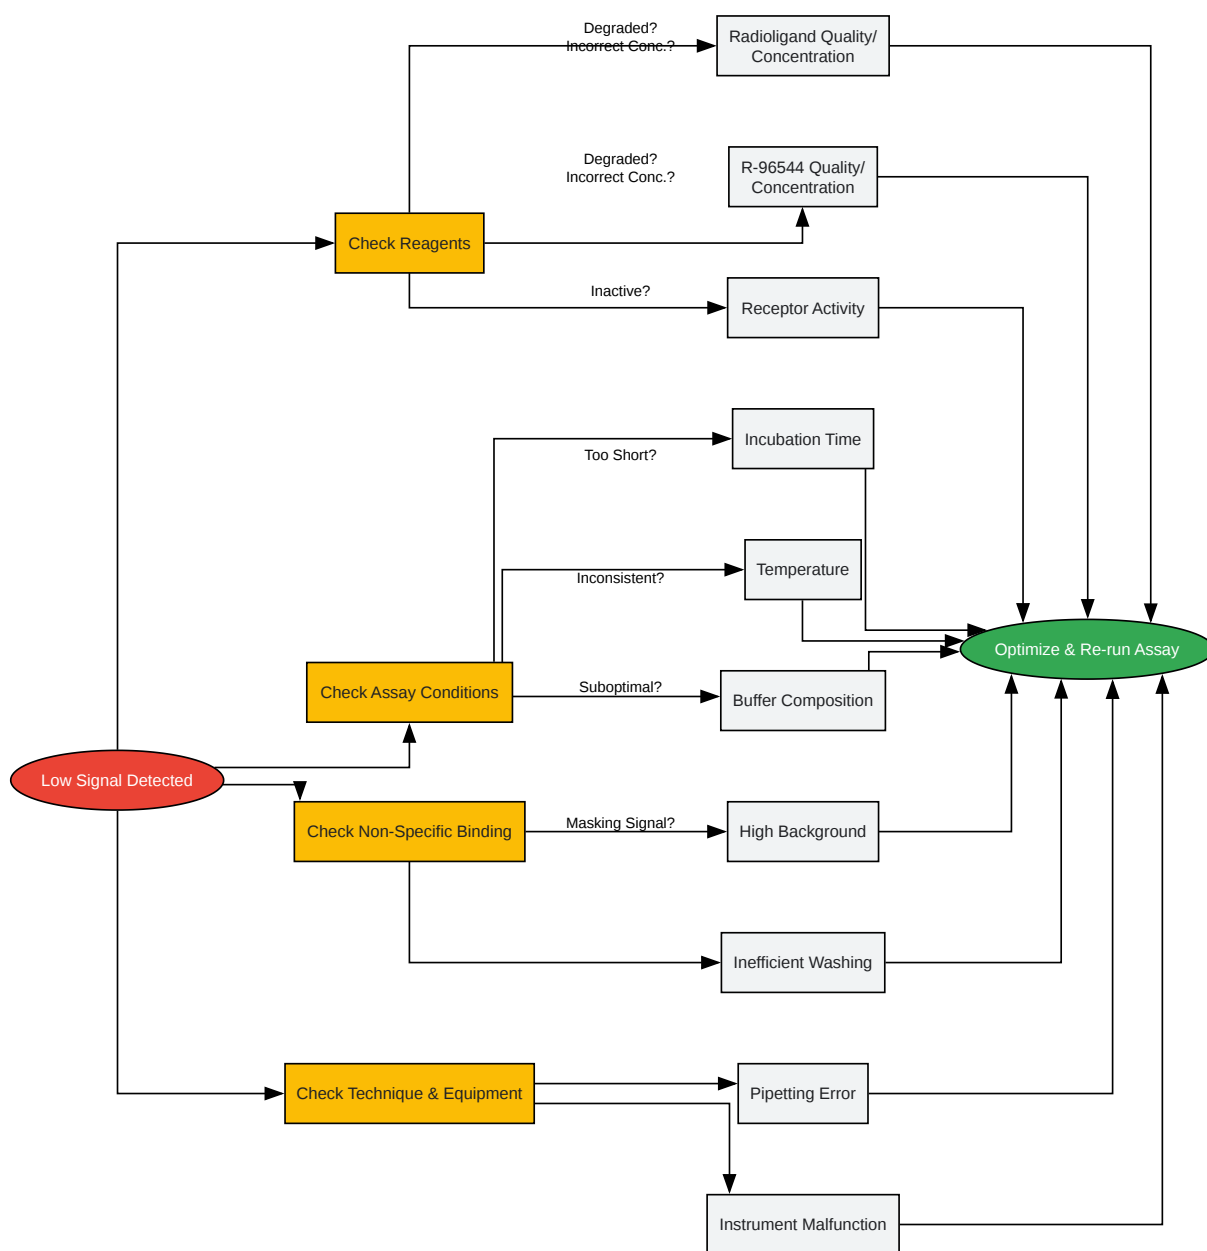 Degraded?
Incorrect Conc.?
Radioligand Quality/
Concentration
Degraded?
Incorrect Conc.?
R-96544 Quality/
Concentration
Check Reagents
Inactive?
Receptor Activity
Incubation Time
Too Short?
Temperature
Inconsistent?
Optimize & Re-run Assay
Check Assay Conditions
Suboptimal?
Buffer Composition
Low Signal Detected
Check Non-Specific Binding
Masking Signal?
High Background
Inefficient Washing
Check Technique & Equipment
Pipetting Error
Instrument Malfunction